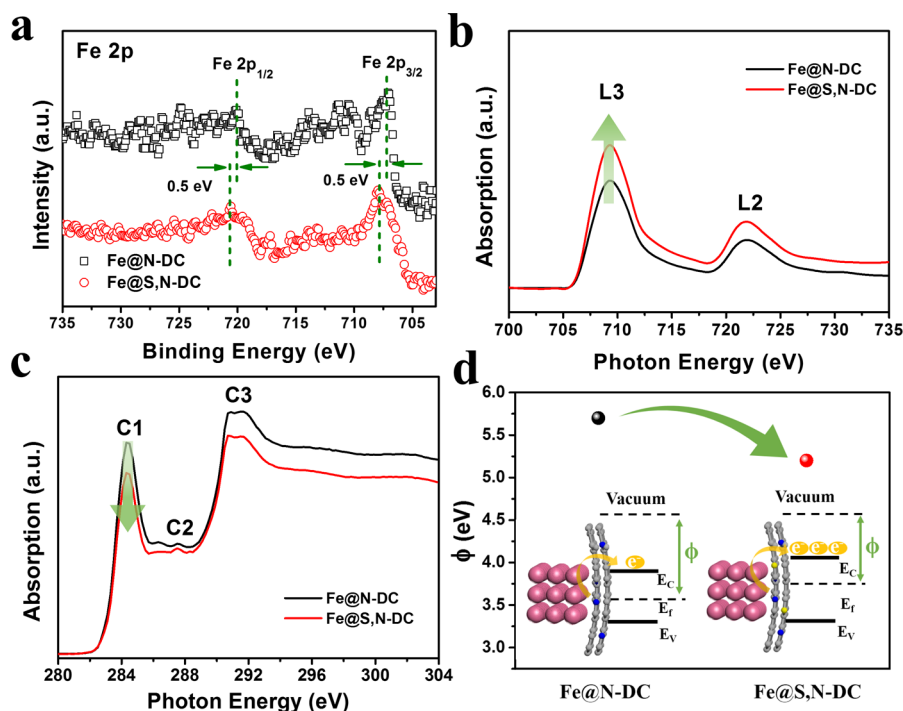 a
Fe 2p
Fe 2p1/2
Fe 2p3/2
0.5 eV
0.5 eV
Fe@N-DC
Fe@S,N-DC
Intensity (a.u.)
735 730 725 720 715 710 705
Binding Energy (eV)
b
Fe@N-DC
Fe@S,N-DC
L3
L2
Absorption (a.u.)
700 705 710 715 720 725 730 735
Photon Energy (eV)
c
C1
C2
C3
Fe@N-DC
Fe@S,N-DC
Absorption (a.u.)
280 284 288 292 296 300 304
Photon Energy (eV)
d
6.0
5.5
5.0
4.5
4.0
3.5
3.0
ϕ (eV)
Vacuum
ϕ
e-
EC
Ef
EV
Vacuum
ϕ
e- e- e-
EC
Ef
EV
Fe@N-DC
Fe@S,N-DC